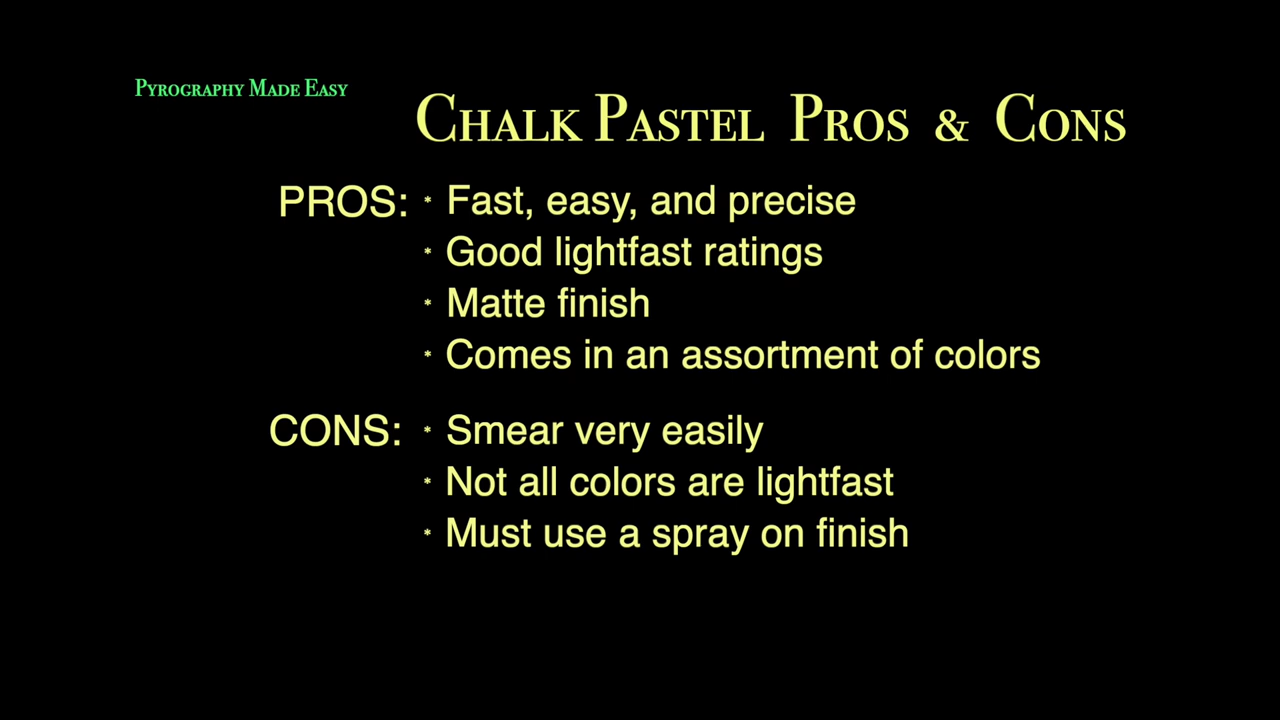 Pyrography Made Easy
Chalk Pastel Pros & Cons
PROS: * Fast, easy, and precise
* Good lightfast ratings
* Matte finish
* Comes in an assortment of colors
CONS: * Smear very easily
* Not all colors are lightfast
* Must use a spray on finish